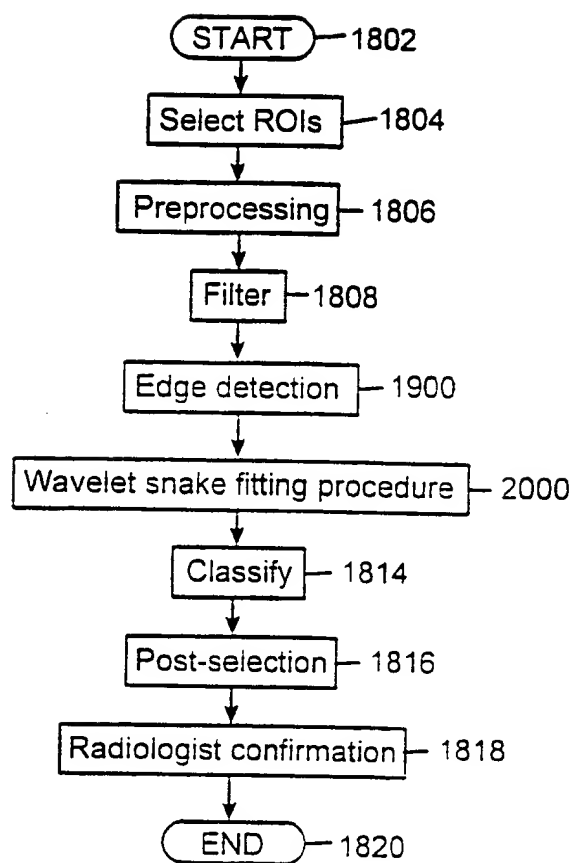 START 1802
Select ROIs 1804
Preprocessing 1806
Filter 1808
Edge detection 1900
Wavelet snake fitting procedure 2000
Classify 1814
Post-selection 1816
Radiologist confirmation 1818
END 1820